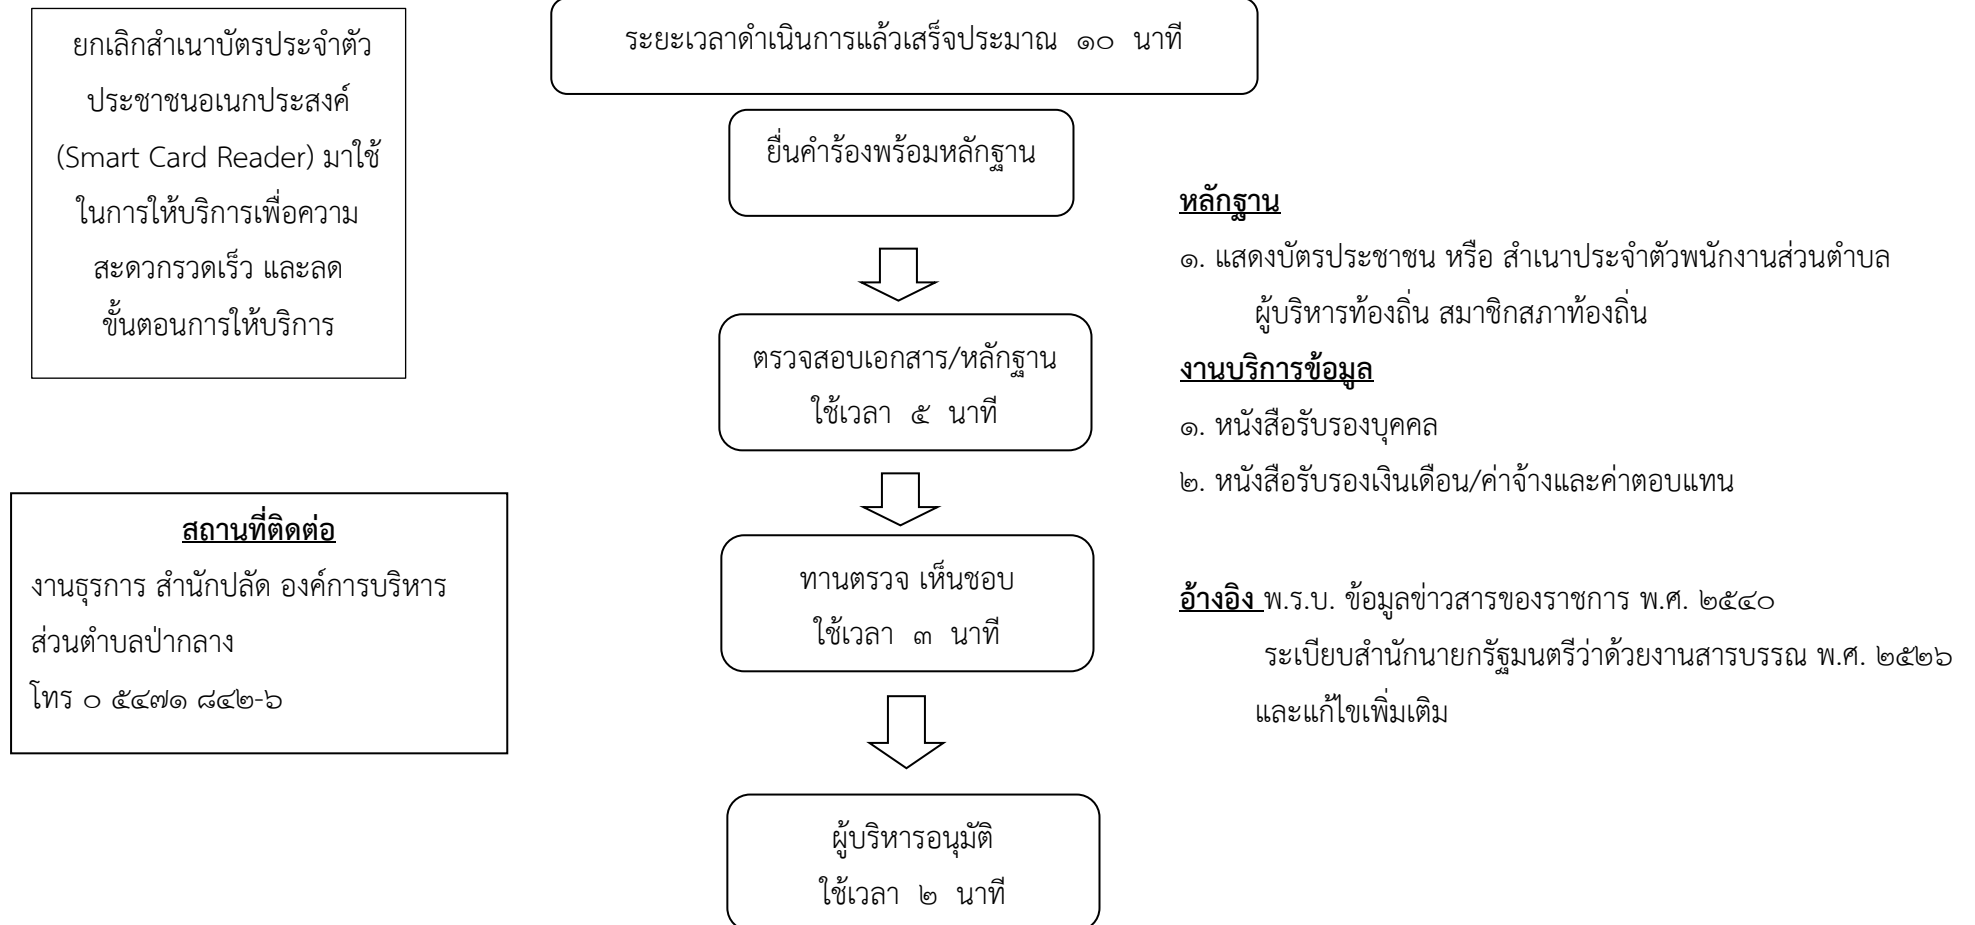 ยกเลิกสำเนาบัตรประจำตัว
ประชาชนอเนกประสงค์
(Smart Card Reader) มาใช้
ในการให้บริการเพื่อความ
สะดวกรวดเร็ว และลด
ขั้นตอนการให้บริการ
สถานที่ติดต่อ
งานธุรการ สำนักปลัด องค์การบริหาร
ส่วนตำบลป่ากลาง
โทร ๐ ๕๔๗๑ ๘๔๒-๖
ระยะเวลาดำเนินการแล้วเสร็จประมาณ ๑๐ นาที
ยื่นคำร้องพร้อมหลักฐาน
ตรวจสอบเอกสาร/หลักฐาน
ใช้เวลา ๕ นาที
ทานตรวจ เห็นชอบ
ใช้เวลา ๓ นาที
ผู้บริหารอนุมัติ
ใช้เวลา ๒ นาที
หลักฐาน
๑. แสดงบัตรประชาชน หรือ สำเนาประจำตัวพนักงานส่วนตำบล
ผู้บริหารท้องถิ่น สมาชิกสภาท้องถิ่น
งานบริการข้อมูล
๑. หนังสือรับรองบุคคล
๒. หนังสือรับรองเงินเดือน/ค่าจ้างและค่าตอบแทน
อ้างอิง พ.ร.บ. ข้อมูลข่าวสารของราชการ พ.ศ. ๒๕๔๐
ระเบียบสำนักนายกรัฐมนตรีว่าด้วยงานสารบรรณ พ.ศ. ๒๕๒๖
และแก้ไขเพิ่มเติม